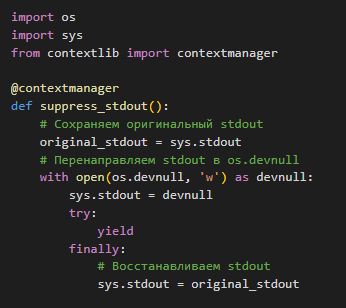 import os
import sys
from contextlib import contextmanager

@contextmanager
def suppress_stdout():
    # Сохраняем оригинальный stdout
    original_stdout = sys.stdout
    # Перенаправляем stdout в os.devnull
    with open(os.devnull, 'w') as devnull:
        sys.stdout = devnull
        try:
            yield
        finally:
            # Восстанавливаем stdout
            sys.stdout = original_stdout